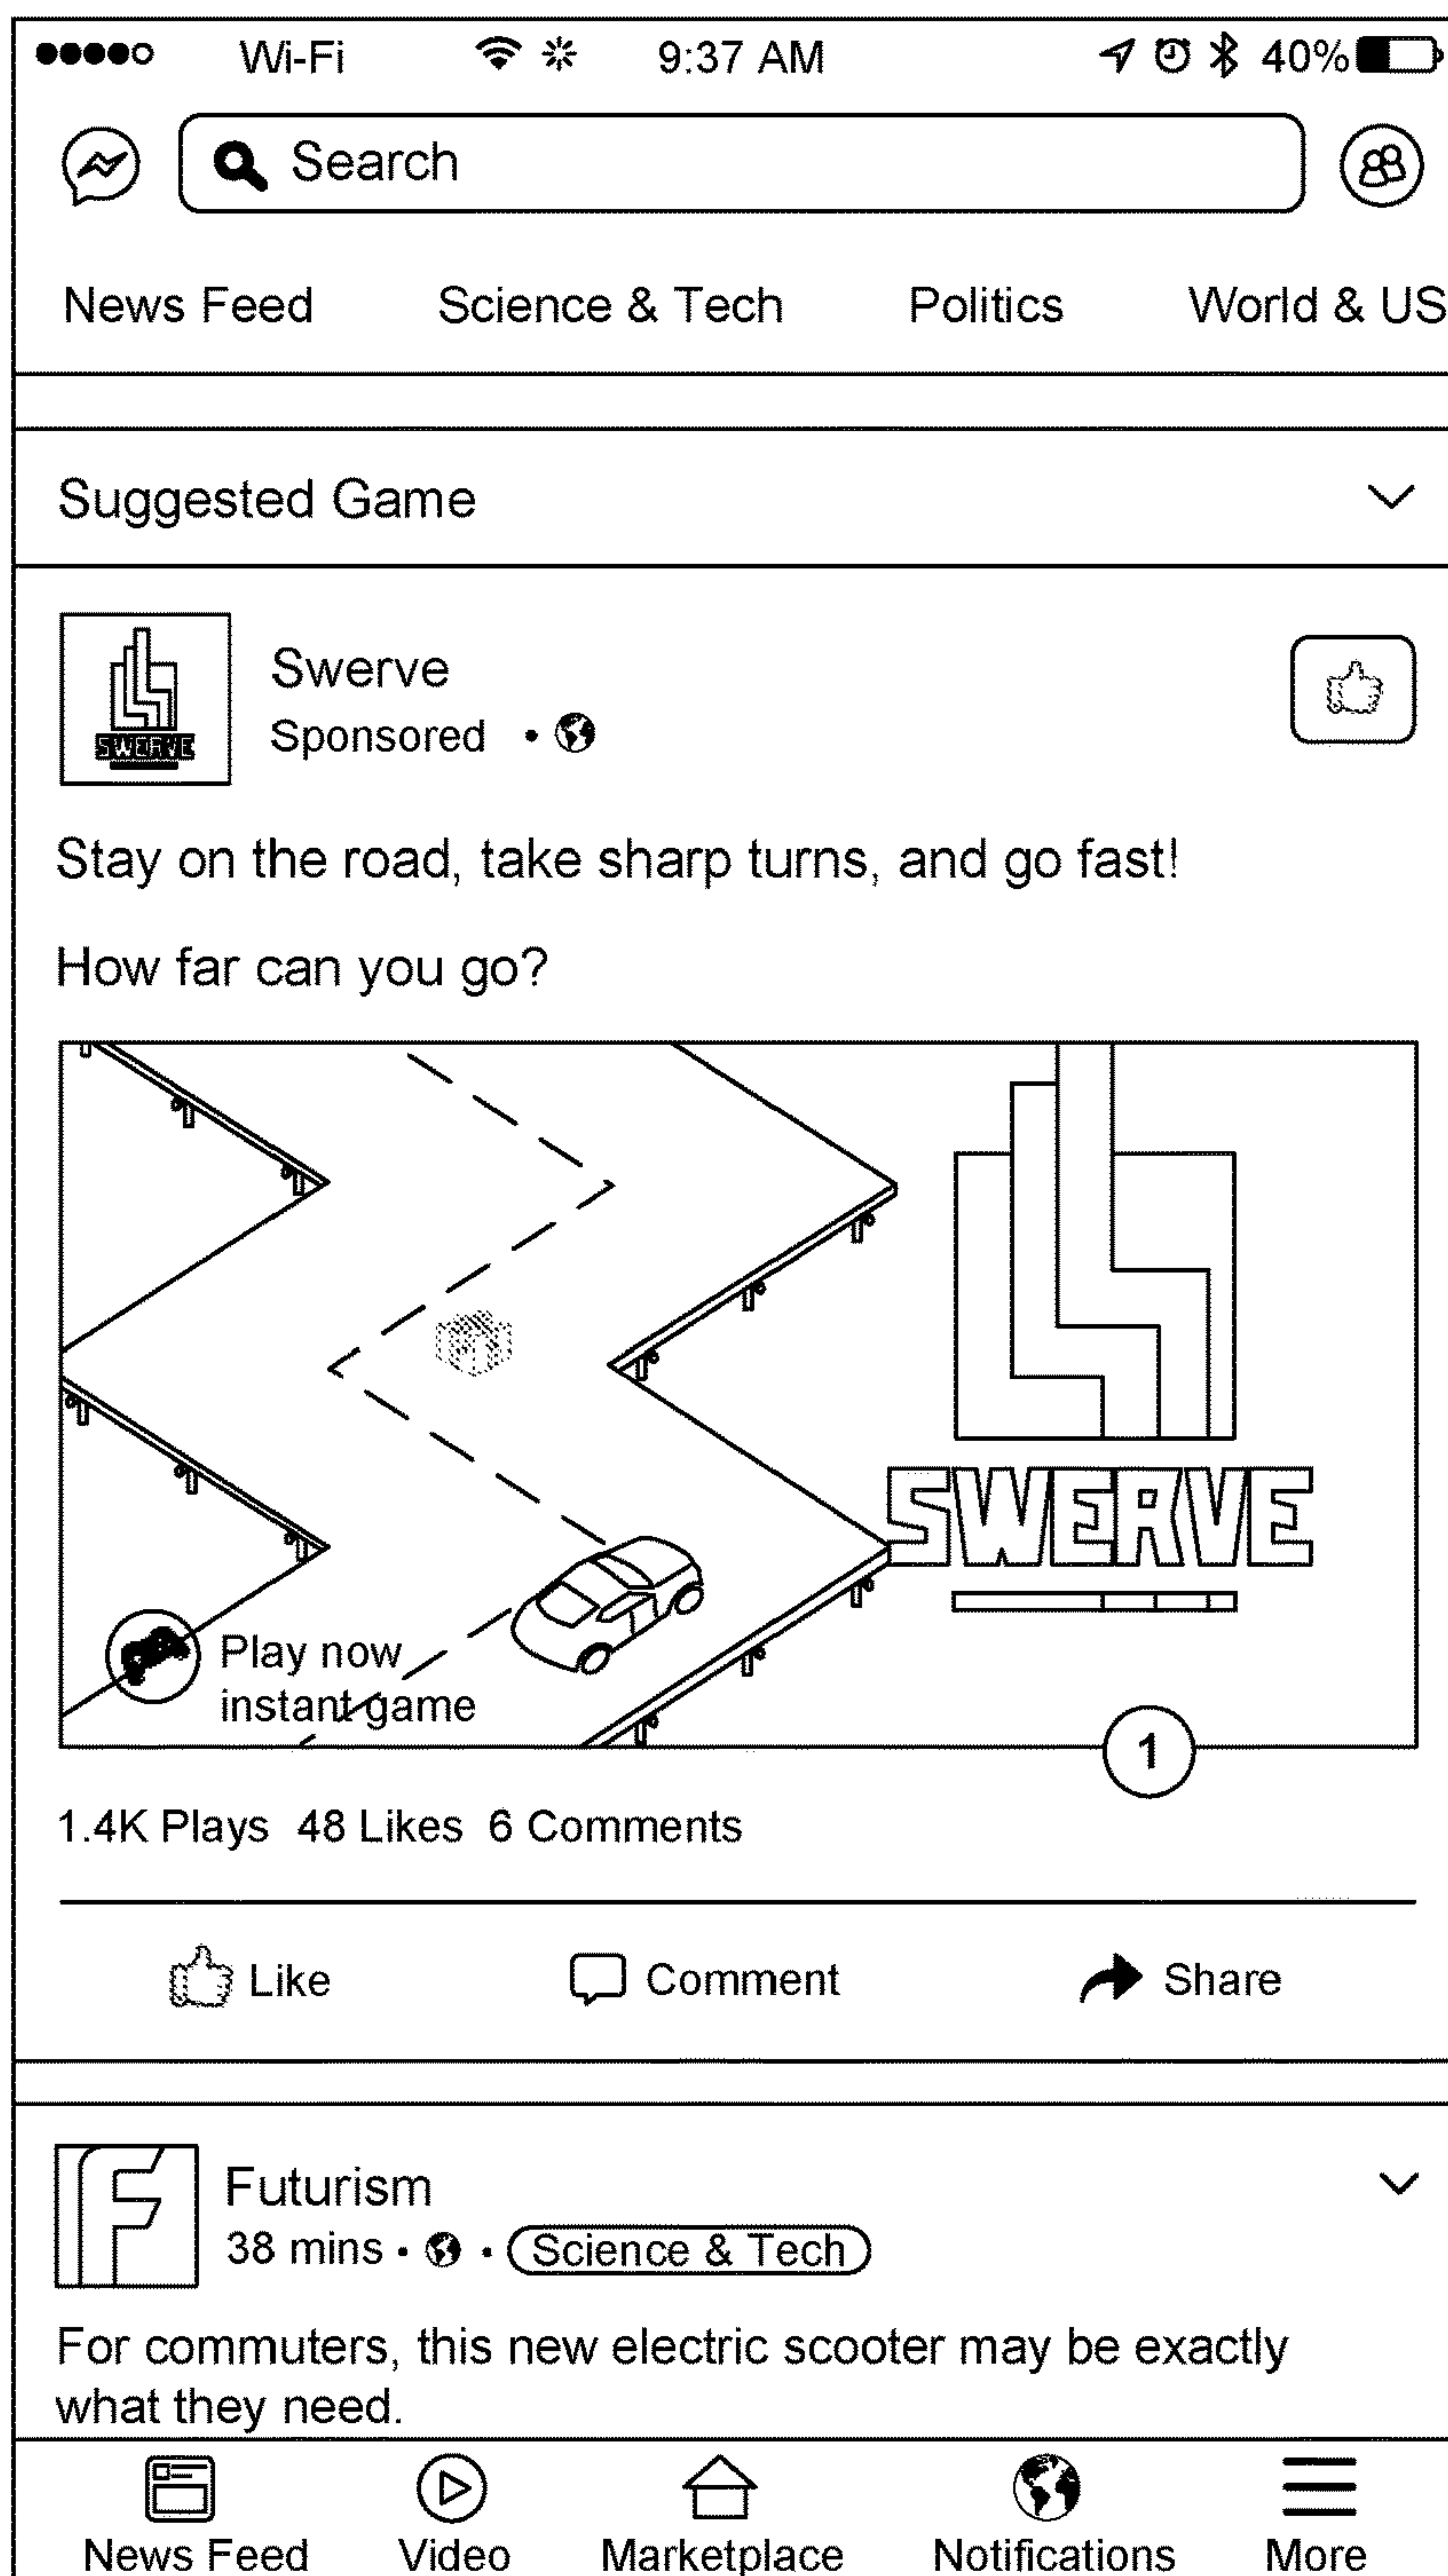 Wi-Fi 9:37 AM 40%
Search
News Feed Science & Tech Politics World & US
Suggested Game
SWERVE
Swerve
Sponsored •
Stay on the road, take sharp turns, and go fast!
How far can you go?
SWERVE
Play now
instant game
1
1.4K Plays 48 Likes 6 Comments
Like Comment Share
F
Futurism
38 mins • • Science & Tech
For commuters, this new electric scooter may be exactly
what they need.
News Feed Video Marketplace Notifications More